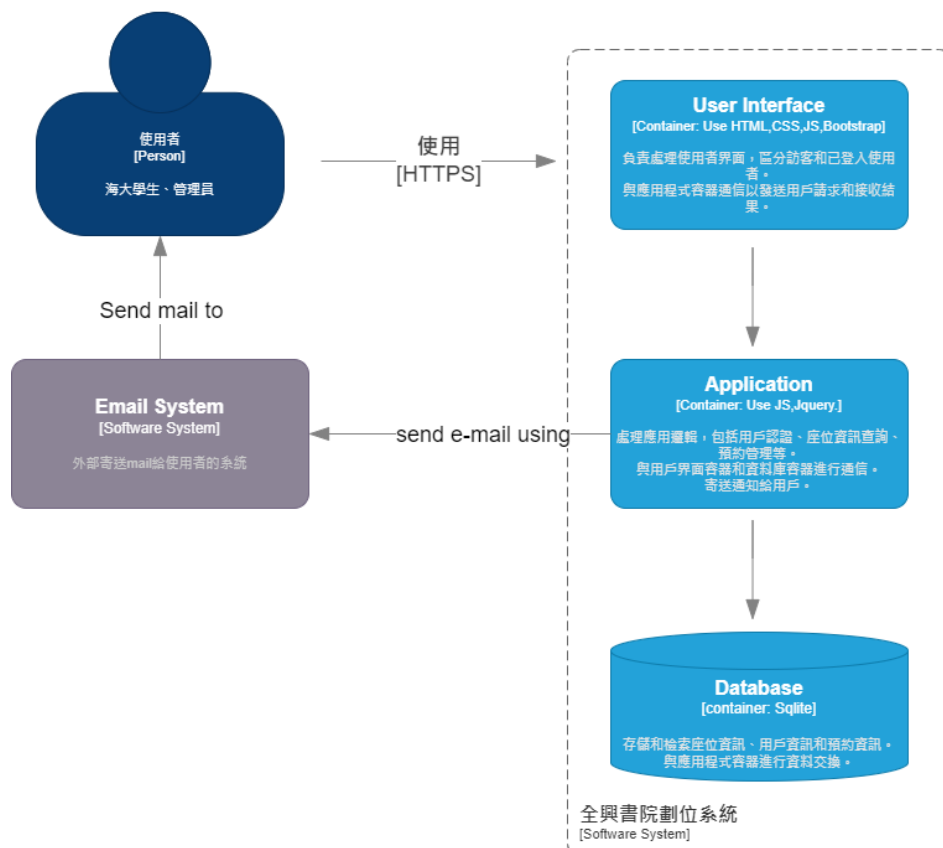 使用者
[Person]
海大學生、管理員
使用
[HTTPS]
User Interface
[Container: Use HTML,CSS,JS,Bootstrap]
負責處理使用者界面，區分訪客和已登入使用
者。
與應用程式容器通信以發送用戶請求和接收結
果。
Send mail to
Email System
[Software System]
外部寄送mail給使用者的系統
send e-mail using
Application
[Container: Use JS,Jquery.]
處理應用邏輯，包括用戶認證、座位資訊查詢、
預約管理等。
與用戶界面容器和資料庫容器進行通信。
寄送通知給用戶。
Database
[container: Sqlite]
存儲和檢索座位資訊、用戶資訊和預約資訊。
與應用程式容器進行資料交換。
全興書院劃位系統
[Software System]